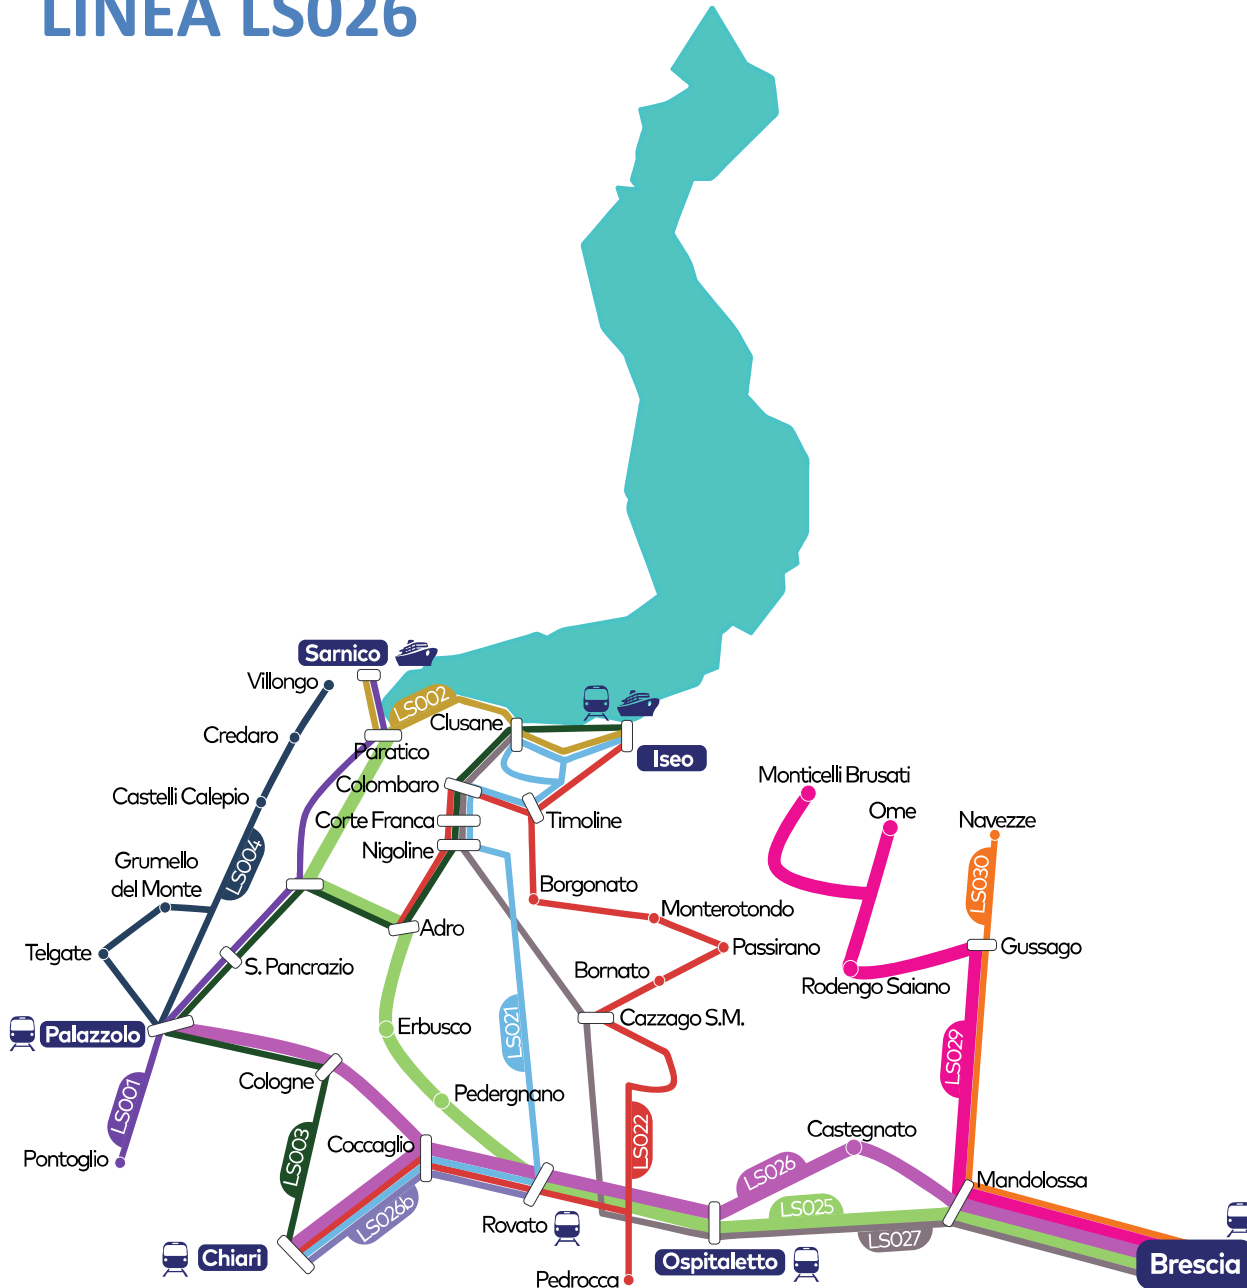 LINEA LS026
Sarnico
Villongo
LS002
Clusane
Credaro
Paratico
Iseo
Colombaro
Monticelli Brusati
Castelli Calepio
Corte Franca
Timoline
Ome
Navezze
Nigoline
Grumello
del Monte
LS004
LS030
Borgonato
Monterotondo
Adro
Passirano
Gussago
Telgate
S. Pancrazio
Bornato
Rodengo Saiano
Cazzago S.M.
Palazzolo
Erbusco
LS021
LS029
Cologne
Pedergnano
LS001
LS022
Castegnato
Coccaglio
LS003
Pontoglio
LS026
Mandolossa
LS026b
LS025
Rovato
LS027
Chiari
Ospitaletto
Brescia
Pedrocca